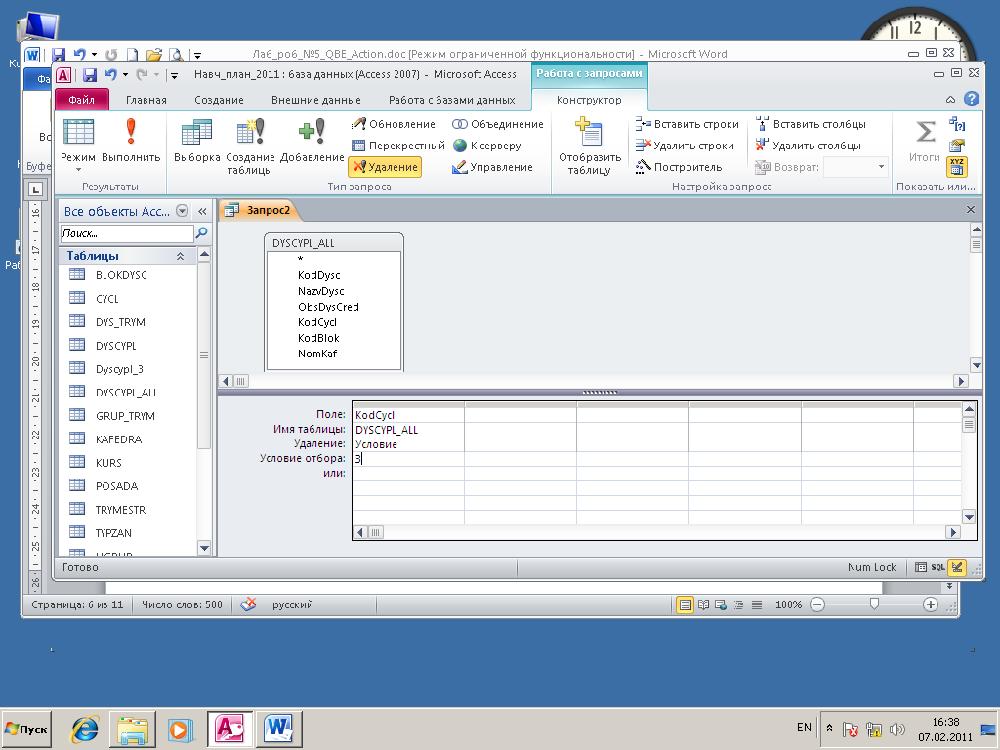 Ла6_ро6_№5_QBE_Action.doc [Режим ограниченной функциональности] - Microsoft Word
Навч_план_2011 : база данных (Access 2007) - Microsoft Access
Работа с запросами
Файл
Главная
Создание
Внешние данные
Работа с базами данных
Конструктор
Режим
Выполнить
Результаты
Выборка
Создание таблицы
Добавление
Обновление
Перекрестный
Удаление
Объединение
К серверу
Управление
Тип запроса
Отобразить таблицу
Вставить строки
Удалить строки
Построитель
Вставить столбцы
Удалить столбцы
Возврат:
Настройка запроса
Итоги
Показать или...
Все объекты Acc...
Поиск...
Таблицы
BLOKDYSC
CYCL
DYS_TRYM
DYSCYPL
Dyscypl_3
DYSCYPL_ALL
GRUP_TRYM
KAFEDRA
KURS
POSADA
TRYMESTR
TYPZAN
Запрос2
DYSCYPL_ALL
*
KodDysc
NazvDysc
ObsDysCred
KodCycl
KodBlok
NomKaf
Поле: KodCycl
Имя таблицы: DYSCYPL_ALL
Удаление: Условие
Условие отбора: 3
или:
Готово
Num Lock
SQL
Страница: 6 из 11
Число слов: 580
русский
100%
Пуск
EN
16:38
07.02.2011